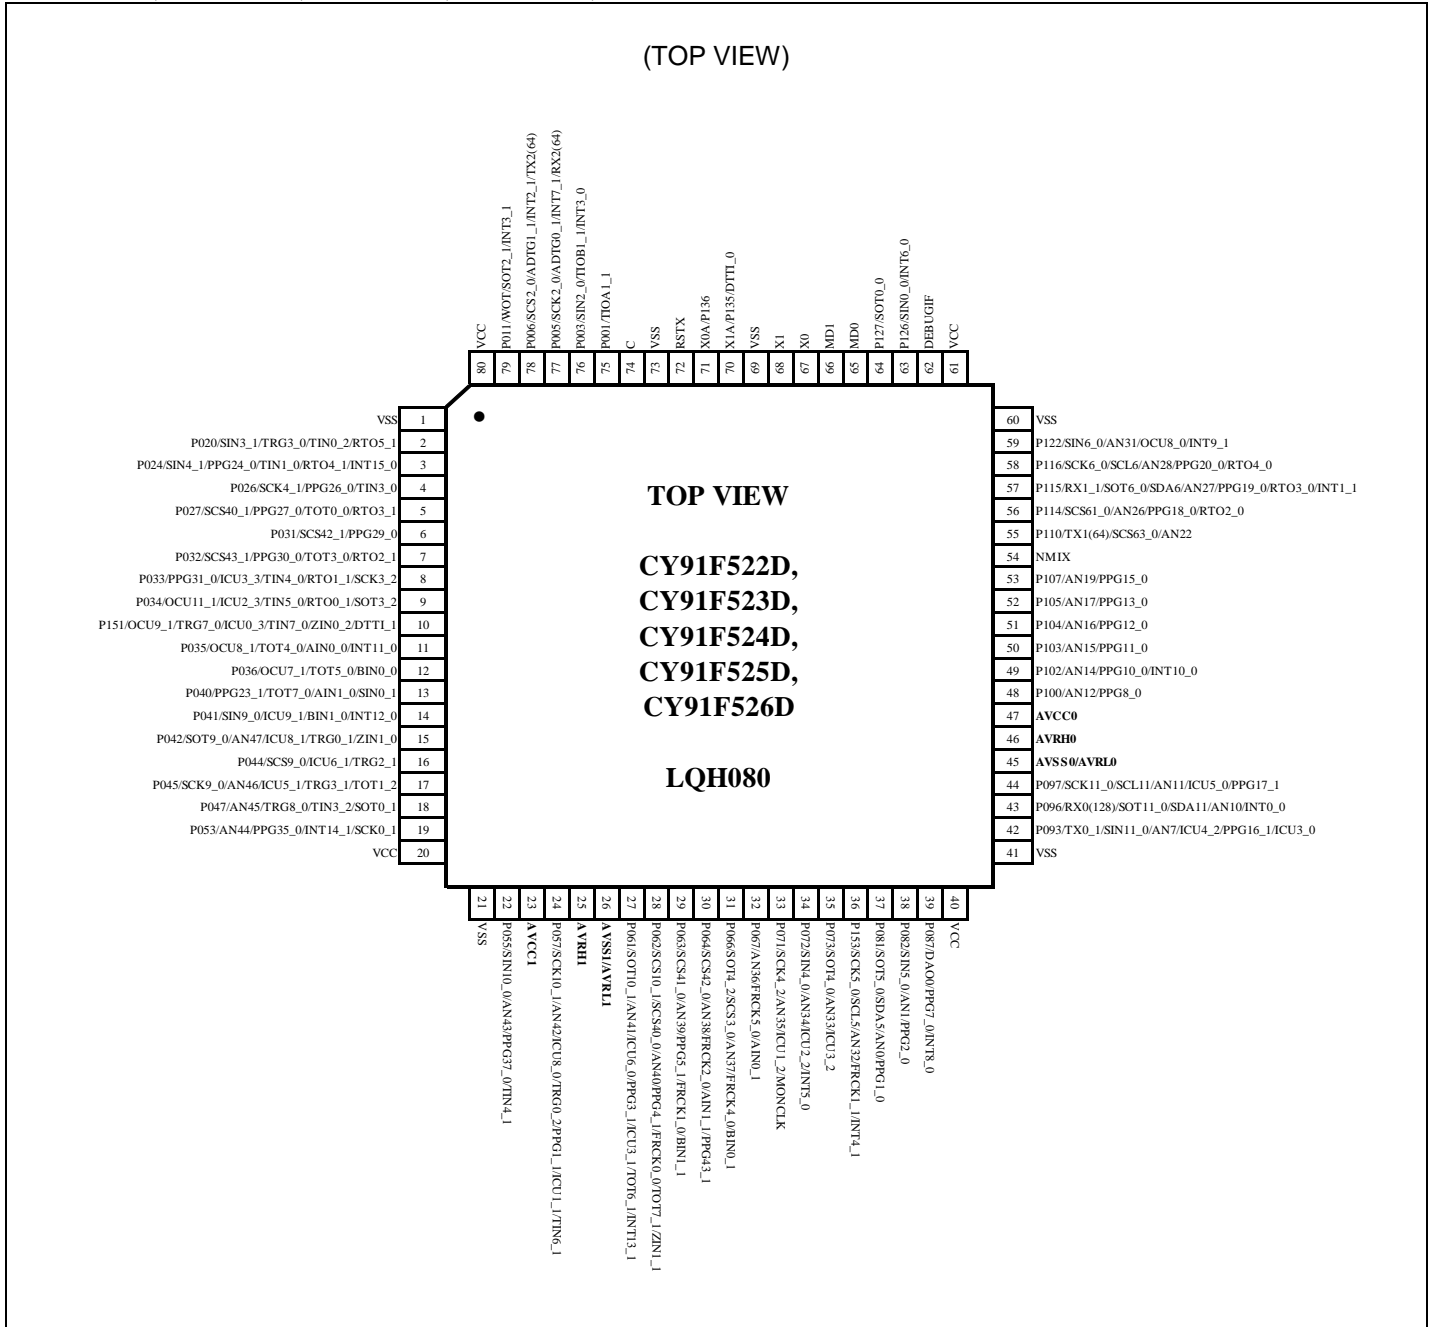 (TOP VIEW)
VCC
P011/WOT/SOT2_1/INT3_1
P006/SCS2_0/ADTG1_1/INT2_1/TX2(64)
P005/SCK2_0/ADTG0_1/INT7_1/RX2(64)
P003/SIN2_0/TIOB1_1/INT3_0
P001/TIOA1_1
C
VSS
RSTX
X0A/P136
X1A/P135/DTTI_0
VSS
X1
X0
MD1
MD0
P127/SOT0_0
P126/SIN0_0/INT6_0
DEBUGIF
VCC
80 79 78 77 76 75 74 73 72 71 70 69 68 67 66 65 64 63 62 61
VSS 1
P020/SIN3_1/TRG3_0/TIN0_2/RTO5_1 2
P024/SIN4_1/PPG24_0/TIN1_0/RTO4_1/INT15_0 3
P026/SCK4_1/PPG26_0/TIN3_0 4
P027/SCS40_1/PPG27_0/TOT0_0/RTO3_1 5
P031/SCS42_1/PPG29_0 6
P032/SCS43_1/PPG30_0/TOT3_0/RTO2_1 7
P033/PPG31_0/ICU3_3/TIN4_0/RTO1_1/SCK3_2 8
P034/OCU11_1/ICU2_3/TIN5_0/RTO0_1/SOT3_2 9
P151/OCU9_1/TRG7_0/ICU0_3/TIN7_0/ZIN0_2/DTTI_1 10
P035/OCU8_1/TOT4_0/AIN0_0/INT11_0 11
P036/OCU7_1/TOT5_0/BIN0_0 12
P040/PPG23_1/TOT7_0/AIN1_0/SIN0_1 13
P041/SIN9_0/ICU9_1/BIN1_0/INT12_0 14
P042/SOT9_0/AN47/ICU8_1/TRG0_1/ZIN1_0 15
P044/SCS9_0/ICU6_1/TRG2_1 16
P045/SCK9_0/AN46/ICU5_1/TRG3_1/TOT1_2 17
P047/AN45/TRG8_0/TIN3_2/SOT0_1 18
P053/AN44/PPG35_0/INT14_1/SCK0_1 19
VCC 20
TOP VIEW
CY91F522D,
CY91F523D,
CY91F524D,
CY91F525D,
CY91F526D
LQH080
60 VSS
59 P122/SIN6_0/AN31/OCU8_0/INT9_1
58 P116/SCK6_0/SCL6/AN28/PPG20_0/RTO4_0
57 P115/RX1_1/SOT6_0/SDA6/AN27/PPG19_0/RTO3_0/INT1_1
56 P114/SCS61_0/AN26/PPG18_0/RTO2_0
55 P110/TX1(64)/SCS63_0/AN22
54 NMIX
53 P107/AN19/PPG15_0
52 P105/AN17/PPG13_0
51 P104/AN16/PPG12_0
50 P103/AN15/PPG11_0
49 P102/AN14/PPG10_0/INT10_0
48 P100/AN12/PPG8_0
47 AVCC0
46 AVRH0
45 AVSS0/AVRL0
44 P097/SCK11_0/SCL11/AN11/ICU5_0/PPG17_1
43 P096/RX0(128)/SOT11_0/SDA11/AN10/INT0_0
42 P093/TX0_1/SIN11_0/AN7/ICU4_2/PPG16_1/ICU3_0
41 VSS
21 22 23 24 25 26 27 28 29 30 31 32 33 34 35 36 37 38 39 40
VSS
P055/SIN10_0/AN43/PPG37_0/TIN4_1
AVCC1
P057/SCK10_1/AN42/ICU8_0/TRG0_2/PPG1_1/ICU1_1/TIN6_1
AVRH1
AVSS1/AVRL1
P061/SOT10_1/AN41/ICU6_0/PPG3_1/ICU3_1/TOT6_1/INT13_1
P062/SCS10_1/SCS40_0/AN40/PPG4_1/FRCK0_0/TOT7_1/ZIN1_1
P063/SCS41_0/AN39/PPG5_1/FRCK1_0/BIN1_1
P064/SCS42_0/AN38/FRCK2_0/AIN1_1/PPG43_1
P066/SOT4_2/SCS3_0/AN37/FRCK4_0/BIN0_1
P067/AN36/FRCK5_0/AIN0_1
P071/SCK4_2/AN35/ICU1_2/MONCLK
P072/SIN4_0/AN34/ICU2_2/INT5_0
P073/SOT4_0/AN33/ICU3_2
P153/SCK5_0/SCL5/AN32/FRCK1_1/INT4_1
P081/SOT5_0/SDA5/AN0/PPG1_0
P082/SIN5_0/AN1/PPG2_0
P087/DAO0/PPG7_0/INT8_0
VCC